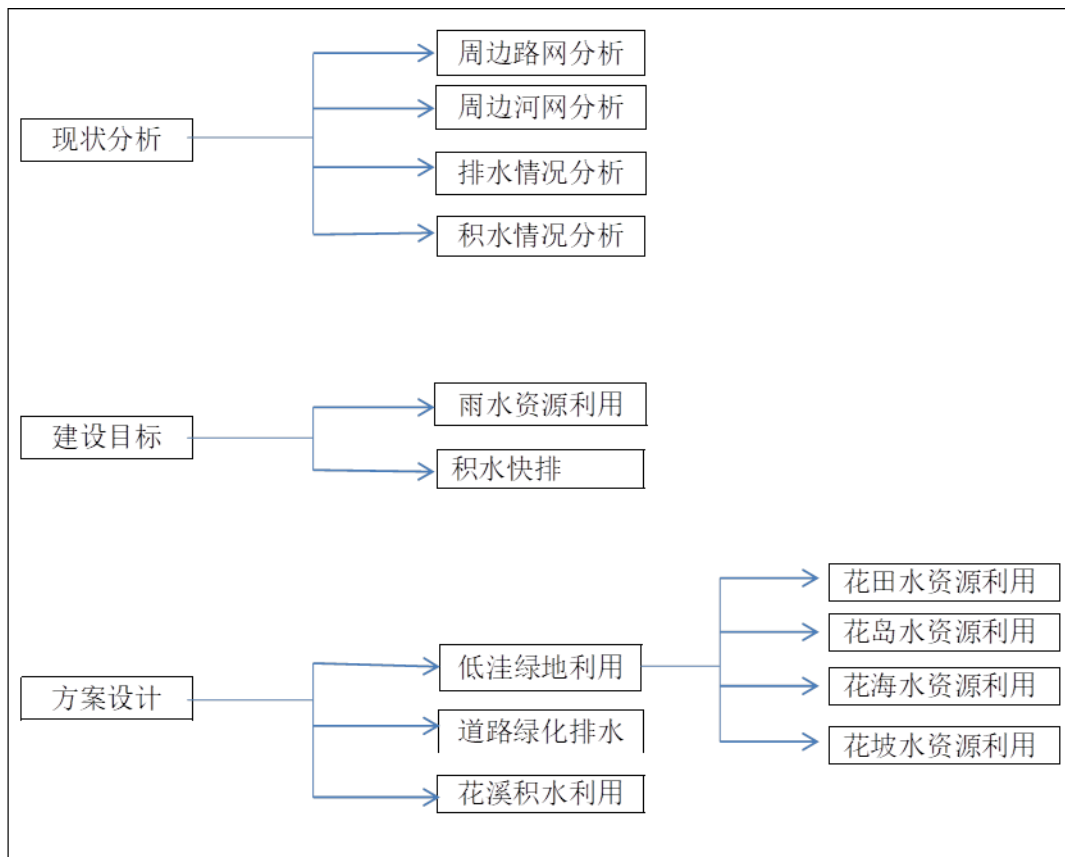 现状分析
周边路网分析
周边河网分析
排水情况分析
积水情况分析
建设目标
雨水资源利用
积水快排
方案设计
低洼绿地利用
道路绿化排水
花溪积水利用
花田水资源利用
花岛水资源利用
花海水资源利用
花坡水资源利用